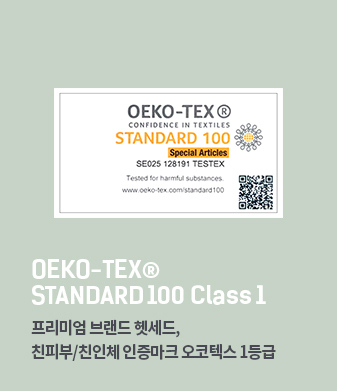 OEKO-TEX®
CONFIDENCE IN TEXTILES
STANDARD 100
Special Articles
SE025 128191 TESTEX
Tested for harmful substances.
www.oeko-tex.com/standard100
OEKO-TEX®
STANDARD 100 Class 1
프리미엄 브랜드 헷세드,
친피부/친인체 인증마크 오코텍스 1등급